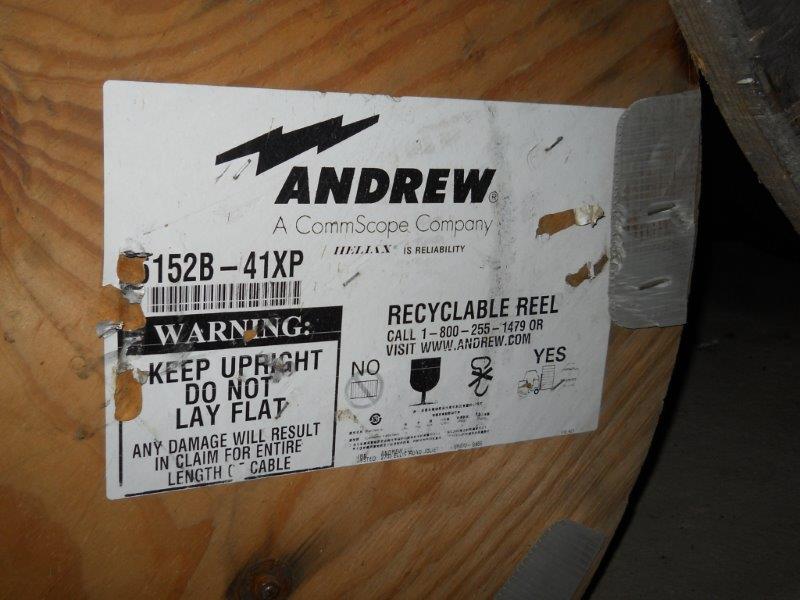 ANDREW®
A CommScope Company
HELIAX IS RELIABILITY
152B-41XP
WARNING:
KEEP UPRIGHT
DO NOT
LAY FLAT
ANY DAMAGE WILL RESULT
IN CLAIM FOR ENTIRE
LENGTH OF CABLE
RECYCLABLE REEL
CALL 1-800-255-1479 OR
VISIT WWW.ANDREW.COM
NO
YES